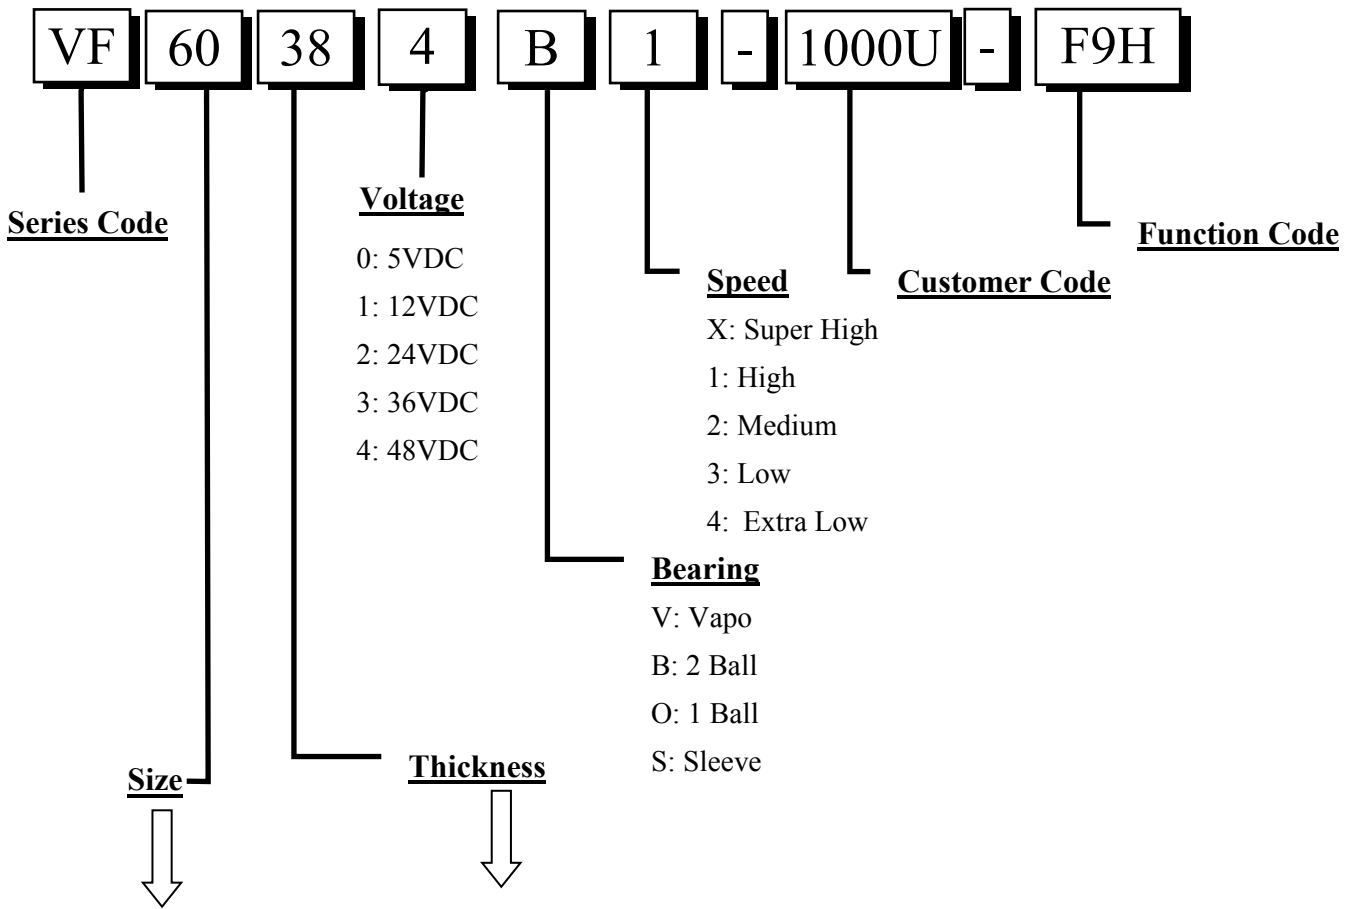 VF 60 38 4 B 1 - 1000U - F9H
Series Code
Voltage
0: 5VDC
1: 12VDC
2: 24VDC
3: 36VDC
4: 48VDC
Function Code
Customer Code
Speed
X: Super High
1: High
2: Medium
3: Low
4: Extra Low
Bearing
V: Vapo
B: 2 Ball
O: 1 Ball
S: Sleeve
Thickness
Size